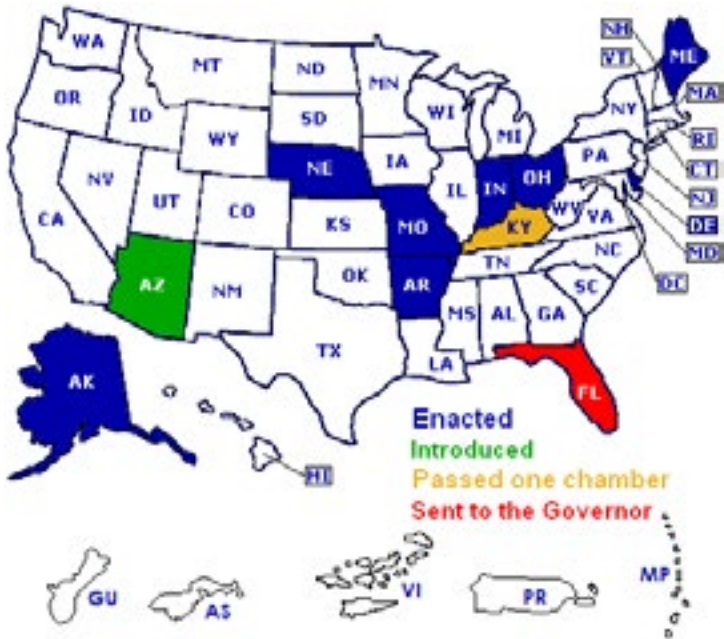 WA
MT
ND
MN
NH
VT
ME
MA
OR
ID
SD
WI
MI
NY
RI
WY
CT
NE
IA
PA
NJ
NV
UT
CO
IL
IN
OH
DE
CA
KS
MO
KY
WV
VA
MD
DC
AZ
NM
OK
AR
TN
NC
SC
MS
AL
GA
TX
LA
AK
FL
HI
Enacted
Introduced
Passed one chamber
Sent to the Governor
GU
AS
VI
PR
MP